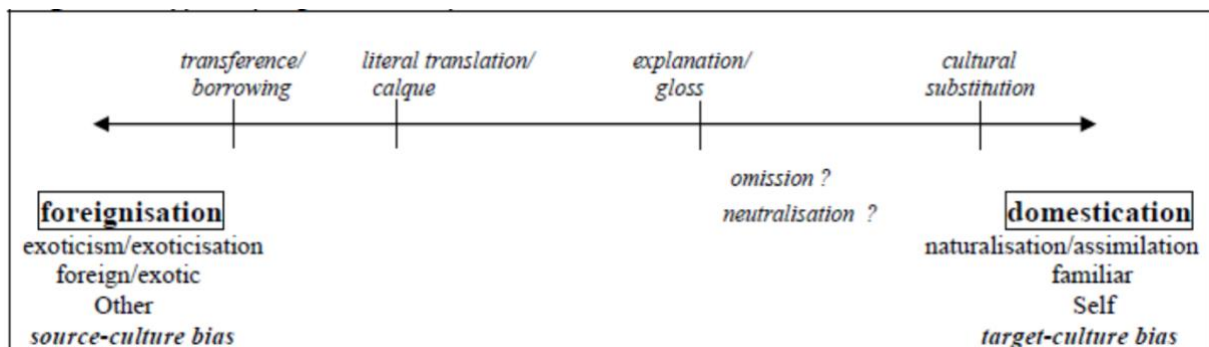 transference/ literal translation/ explanation/ cultural
borrowing calque gloss substitution
omission ?
foreignisation neutralisation ? domestication
exoticism/exoticisation naturalisation/assimilation
foreign/exotic familiar
Other Self
source-culture bias target-culture bias